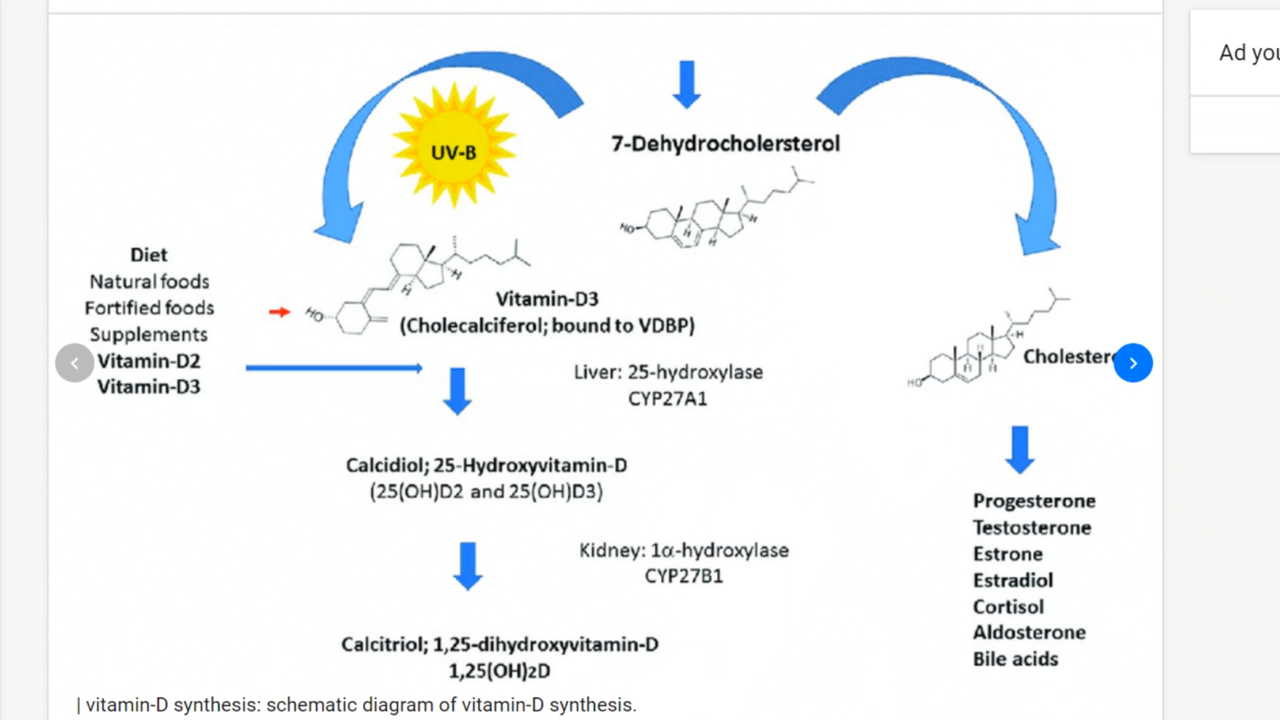 Ad you
UV-B
7-Dehydrocholersterol
HO
H
H
H
Diet
Natural foods
Fortified foods
Supplements
Vitamin-D2
Vitamin-D3
HO
H
H
Vitamin-D3
(Cholecalciferol; bound to VDBP)
Liver: 25-hydroxylase
CYP27A1
HO
H
H
H
H
Cholester
Calcidiol; 25-Hydroxyvitamin-D
(25(OH)D2 and 25(OH)D3)
Kidney: 1α-hydroxylase
CYP27B1
Calcitriol; 1,25-dihydroxyvitamin-D
1,25(OH)2D
Progesterone
Testosterone
Estrone
Estradiol
Cortisol
Aldosterone
Bile acids
| vitamin-D synthesis: schematic diagram of vitamin-D synthesis.